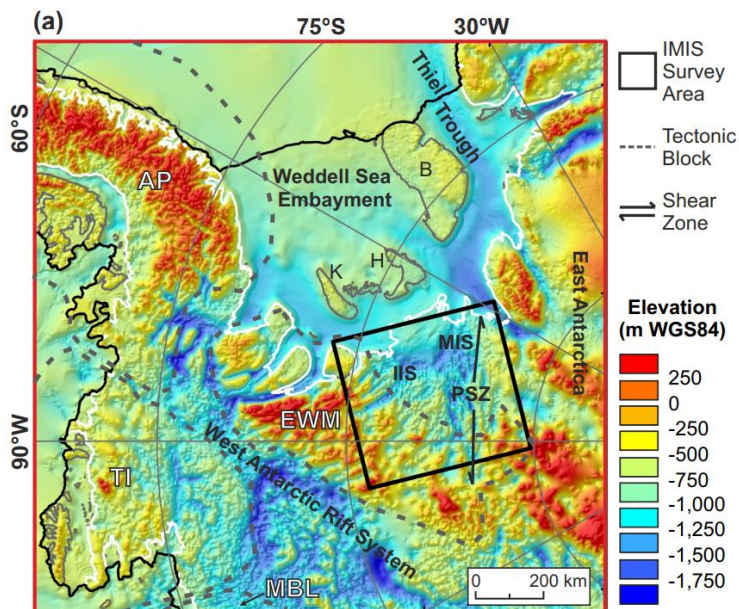 (a)
75°S
30°W
60°S
90°W
Thiell Trough
AP
Weddell Sea
Embayment
B
K
H
East Antarctica
MIS
IIS
PSZ
EWM
TI
West Antarctic Rift System
MBL
0 200 km
IMIS
Survey
Area
Tectonic
Block
Shear
Zone
Elevation
(m WGS84)
250
0
-250
-500
-750
-1,000
-1,250
-1,500
-1,750